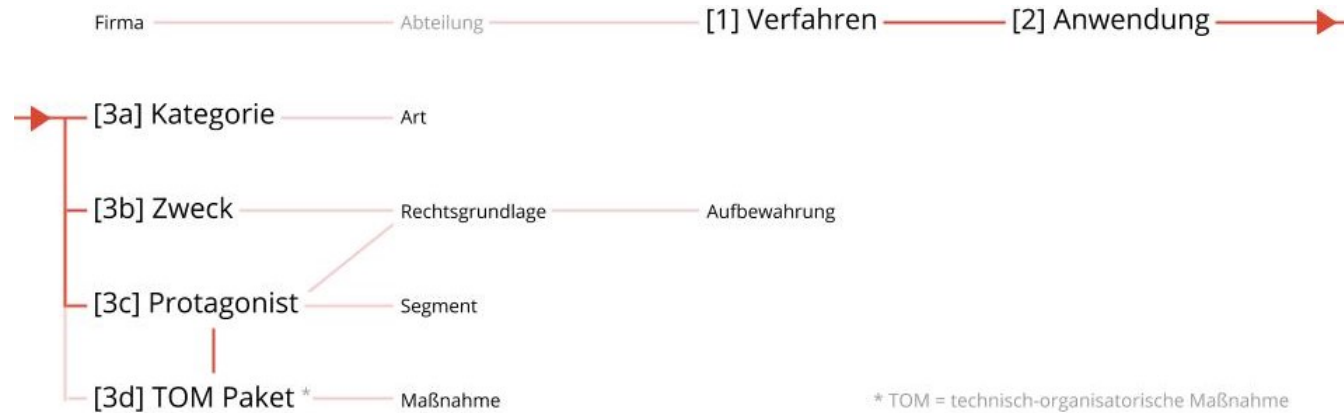 Firma Abteilung [1] Verfahren [2] Anwendung
[3a] Kategorie Art
[3b] Zweck Rechtsgrundlage Aufbewahrung
[3c] Protagonist Segment
[3d] TOM Paket * Maßnahme * TOM = technisch-organisatorische Maßnahme